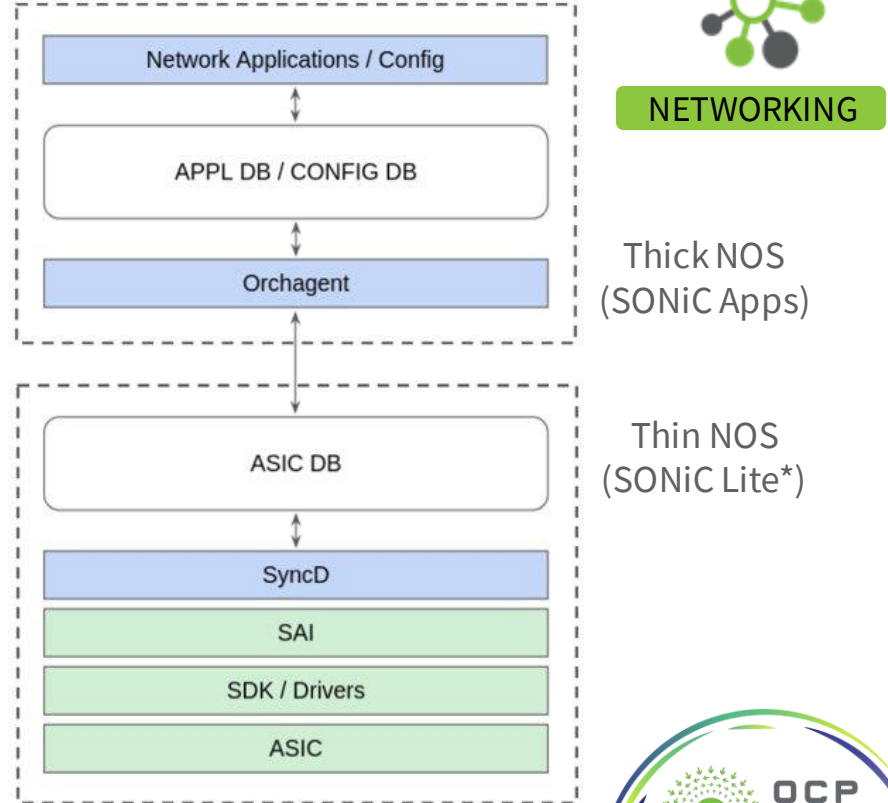 Network Applications / Config
NETWORKING
APPL DB / CONFIG DB
Thick NOS
(SONiC Apps)
Orchagent
Thin NOS
(SONiC Lite*)
ASIC DB
SyncD
SAI
SDK / Drivers
ASIC
OCP